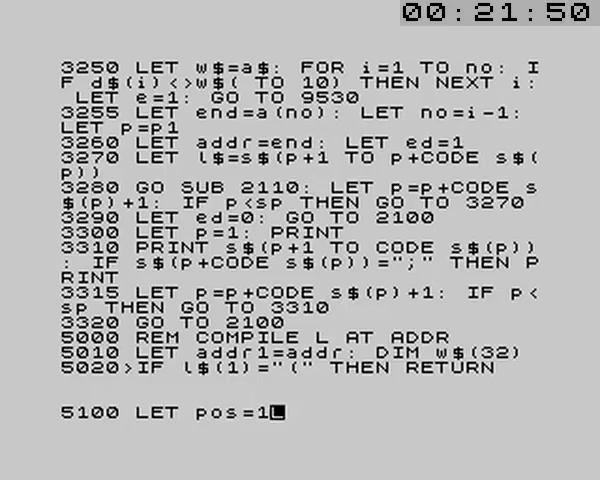 00:21:50
3250 LET w$=a$: FOR i=1 TO no: I
F d$(i)<>w$( TO 10) THEN NEXT i:
 LET e=1: GO TO 9530
3255 LET end=a(no): LET no=i-1:
LET p=p1
3260 LET addr=end: LET ed=1
3270 LET l$=s$(p+1 TO p+CODE s$(
p))
3280 GO SUB 2110: LET p=p+CODE s
$(p)+1: IF p<sp THEN GO TO 3270
3290 LET ed=0: GO TO 2100
3300 LET p=1: PRINT
3310 PRINT s$(p+1 TO CODE s$(p))
: IF s$(p+CODE s$(p))=";" THEN P
RINT
3315 LET p=p+CODE s$(p)+1: IF p<
sp THEN GO TO 3310
3320 GO TO 2100
5000 REM COMPILE L AT ADDR
5010 LET addr1=addr: DIM w$(32)
5020>IF l$(1)="(" THEN RETURN
5100 LET pos=1L